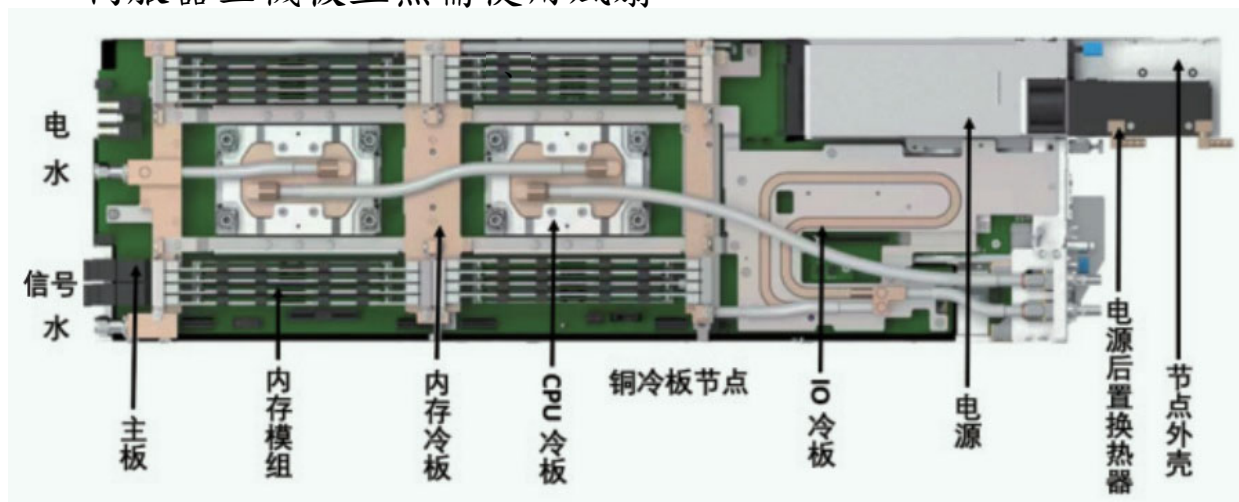 电
水
信号
水
主板
内存模组
内存冷板
CPU 冷板
铜冷板节点
IO 冷板
电源
电源后置换热器
节点外壳